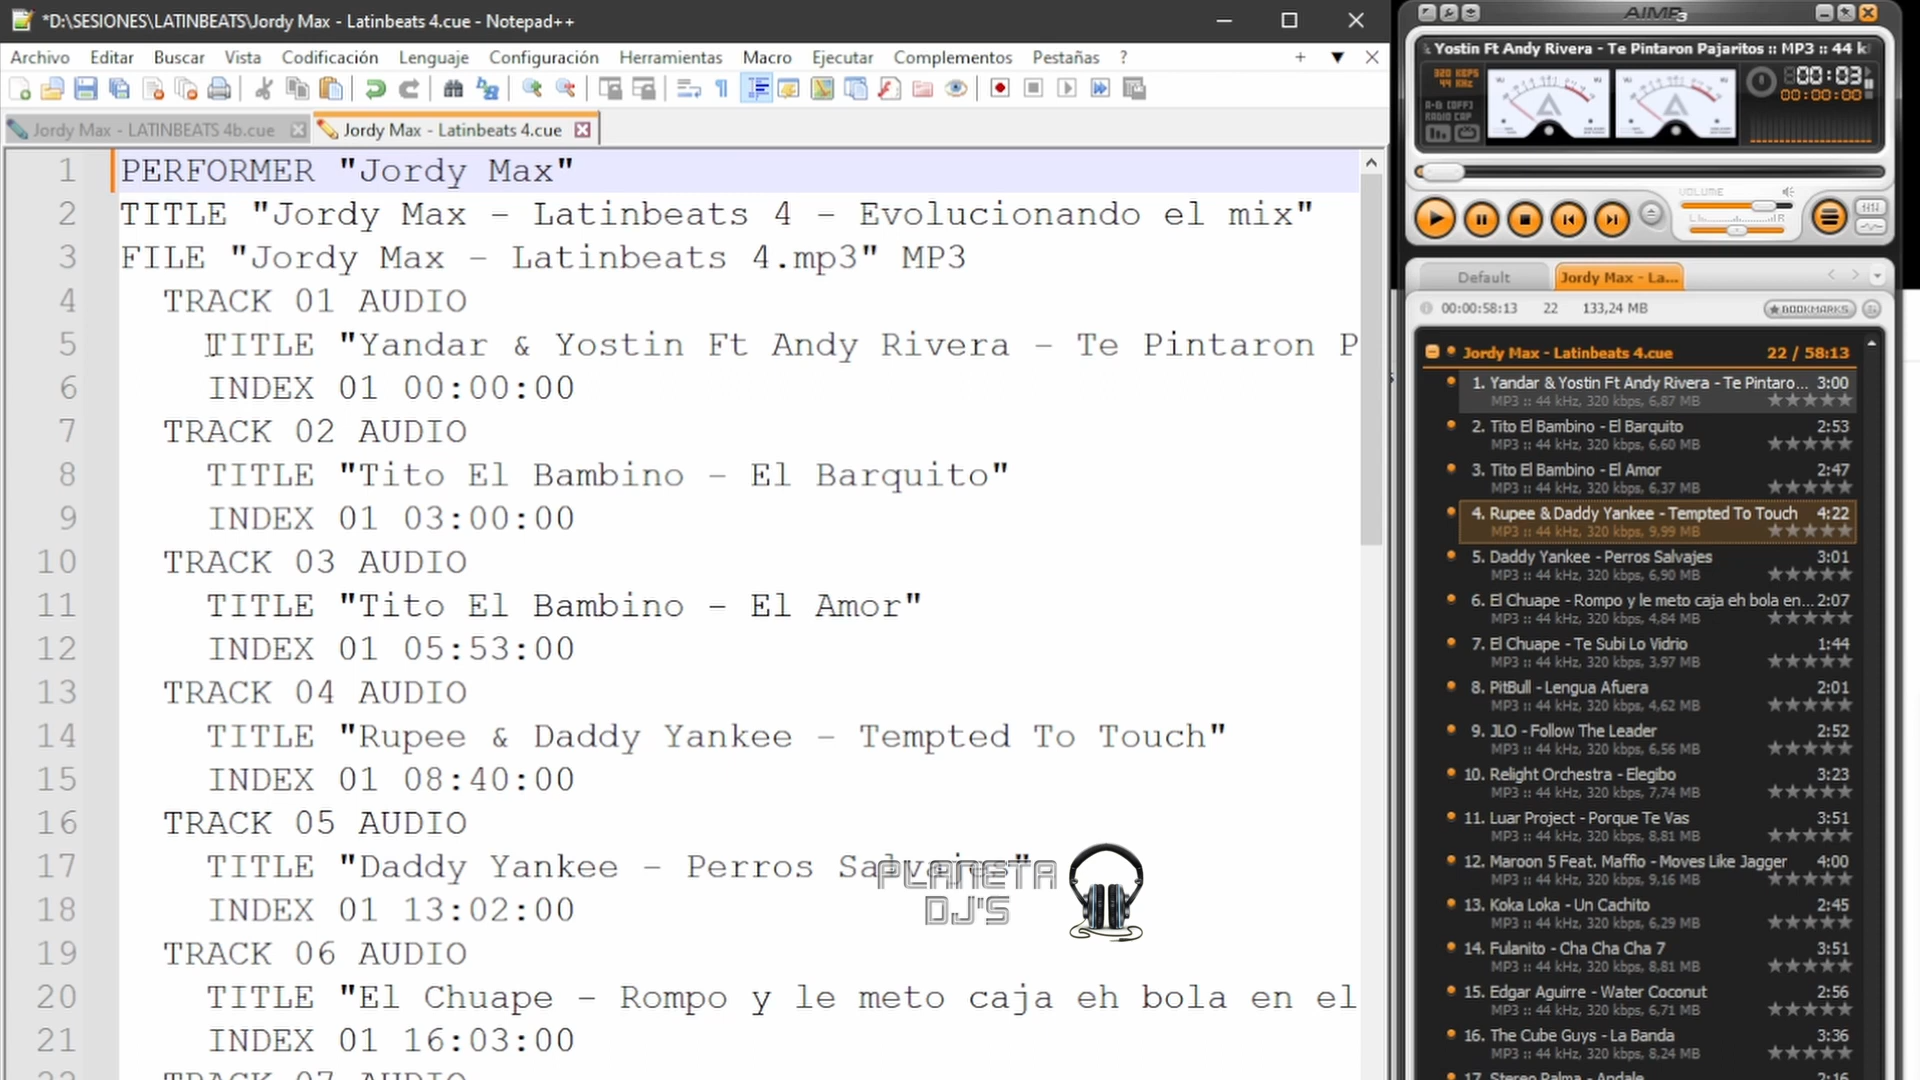 *D:\SESIONES\LATINBEATS\Jordy Max - Latinbeats 4.cue - Notepad++
Archivo Editar Buscar Vista Codificación Lenguaje Configuración Herramientas Macro Ejecutar Complementos Pestañas ?
Jordy Max - LATINBEATS 4b.cue
Jordy Max - Latinbeats 4.cue
1 PERFORMER "Jordy Max"
2 TITLE "Jordy Max - Latinbeats 4 - Evolucionando el mix"
3 FILE "Jordy Max - Latinbeats 4.mp3" MP3
4 TRACK 01 AUDIO
5 TITLE "Yandar & Yostin Ft Andy Rivera - Te Pintaron P
6 INDEX 01 00:00:00
7 TRACK 02 AUDIO
8 TITLE "Tito El Bambino - El Barquito"
9 INDEX 01 03:00:00
10 TRACK 03 AUDIO
11 TITLE "Tito El Bambino - El Amor"
12 INDEX 01 05:53:00
13 TRACK 04 AUDIO
14 TITLE "Rupee & Daddy Yankee - Tempted To Touch"
15 INDEX 01 08:40:00
16 TRACK 05 AUDIO
17 TITLE "Daddy Yankee - Perros Salvajes"
18 INDEX 01 13:02:00
19 TRACK 06 AUDIO
20 TITLE "El Chuape - Rompo y le meto caja eh bola en el
21 INDEX 01 16:03:00
22 TRACK 07 AUDIO
PLANETA
DJ'S
AIMP3
Yostin Ft Andy Rivera - Te Pintaron Pajaritos :: MP3 :: 44 k
320 KBPS
44 KHZ
A-B [OFF]
RADIO CAP
00:03
00:00:00
VOLUME
L R
Default
Jordy Max - La...
00:00:58:13 22 133,24 MB
BOOKMARKS
Jordy Max - Latinbeats 4.cue 22 / 58:13
1. Yandar & Yostin Ft Andy Rivera - Te Pintaro... 3:00
MP3 :: 44 kHz, 320 kbps, 6,87 MB
2. Tito El Bambino - El Barquito 2:53
MP3 :: 44 kHz, 320 kbps, 6,60 MB
3. Tito El Bambino - El Amor 2:47
MP3 :: 44 kHz, 320 kbps, 6,37 MB
4. Rupee & Daddy Yankee - Tempted To Touch 4:22
MP3 :: 44 kHz, 320 kbps, 9,99 MB
5. Daddy Yankee - Perros Salvajes 3:01
MP3 :: 44 kHz, 320 kbps, 6,90 MB
6. El Chuape - Rompo y le meto caja eh bola en... 2:07
MP3 :: 44 kHz, 320 kbps, 4,84 MB
7. El Chuape - Te Subi Lo Vidrio 1:44
MP3 :: 44 kHz, 320 kbps, 3,97 MB
8. PitBull - Lengua Afuera 2:01
MP3 :: 44 kHz, 320 kbps, 4,62 MB
9. JLO - Follow The Leader 2:52
MP3 :: 44 kHz, 320 kbps, 6,56 MB
10. Relight Orchestra - Elegibo 3:23
MP3 :: 44 kHz, 320 kbps, 7,74 MB
11. Luar Project - Porque Te Vas 3:51
MP3 :: 44 kHz, 320 kbps, 8,81 MB
12. Maroon 5 Feat. Maffio - Moves Like Jagger 4:00
MP3 :: 44 kHz, 320 kbps, 9,16 MB
13. Koka Loka - Un Cachito 2:45
MP3 :: 44 kHz, 320 kbps, 6,29 MB
14. Fulanito - Cha Cha Cha 7 3:51
MP3 :: 44 kHz, 320 kbps, 8,81 MB
15. Edgar Aguirre - Water Coconut 2:56
MP3 :: 44 kHz, 320 kbps, 6,71 MB
16. The Cube Guys - La Banda 3:36
MP3 :: 44 kHz, 320 kbps, 8,24 MB
17. Stereo Palma - Andale 2:16